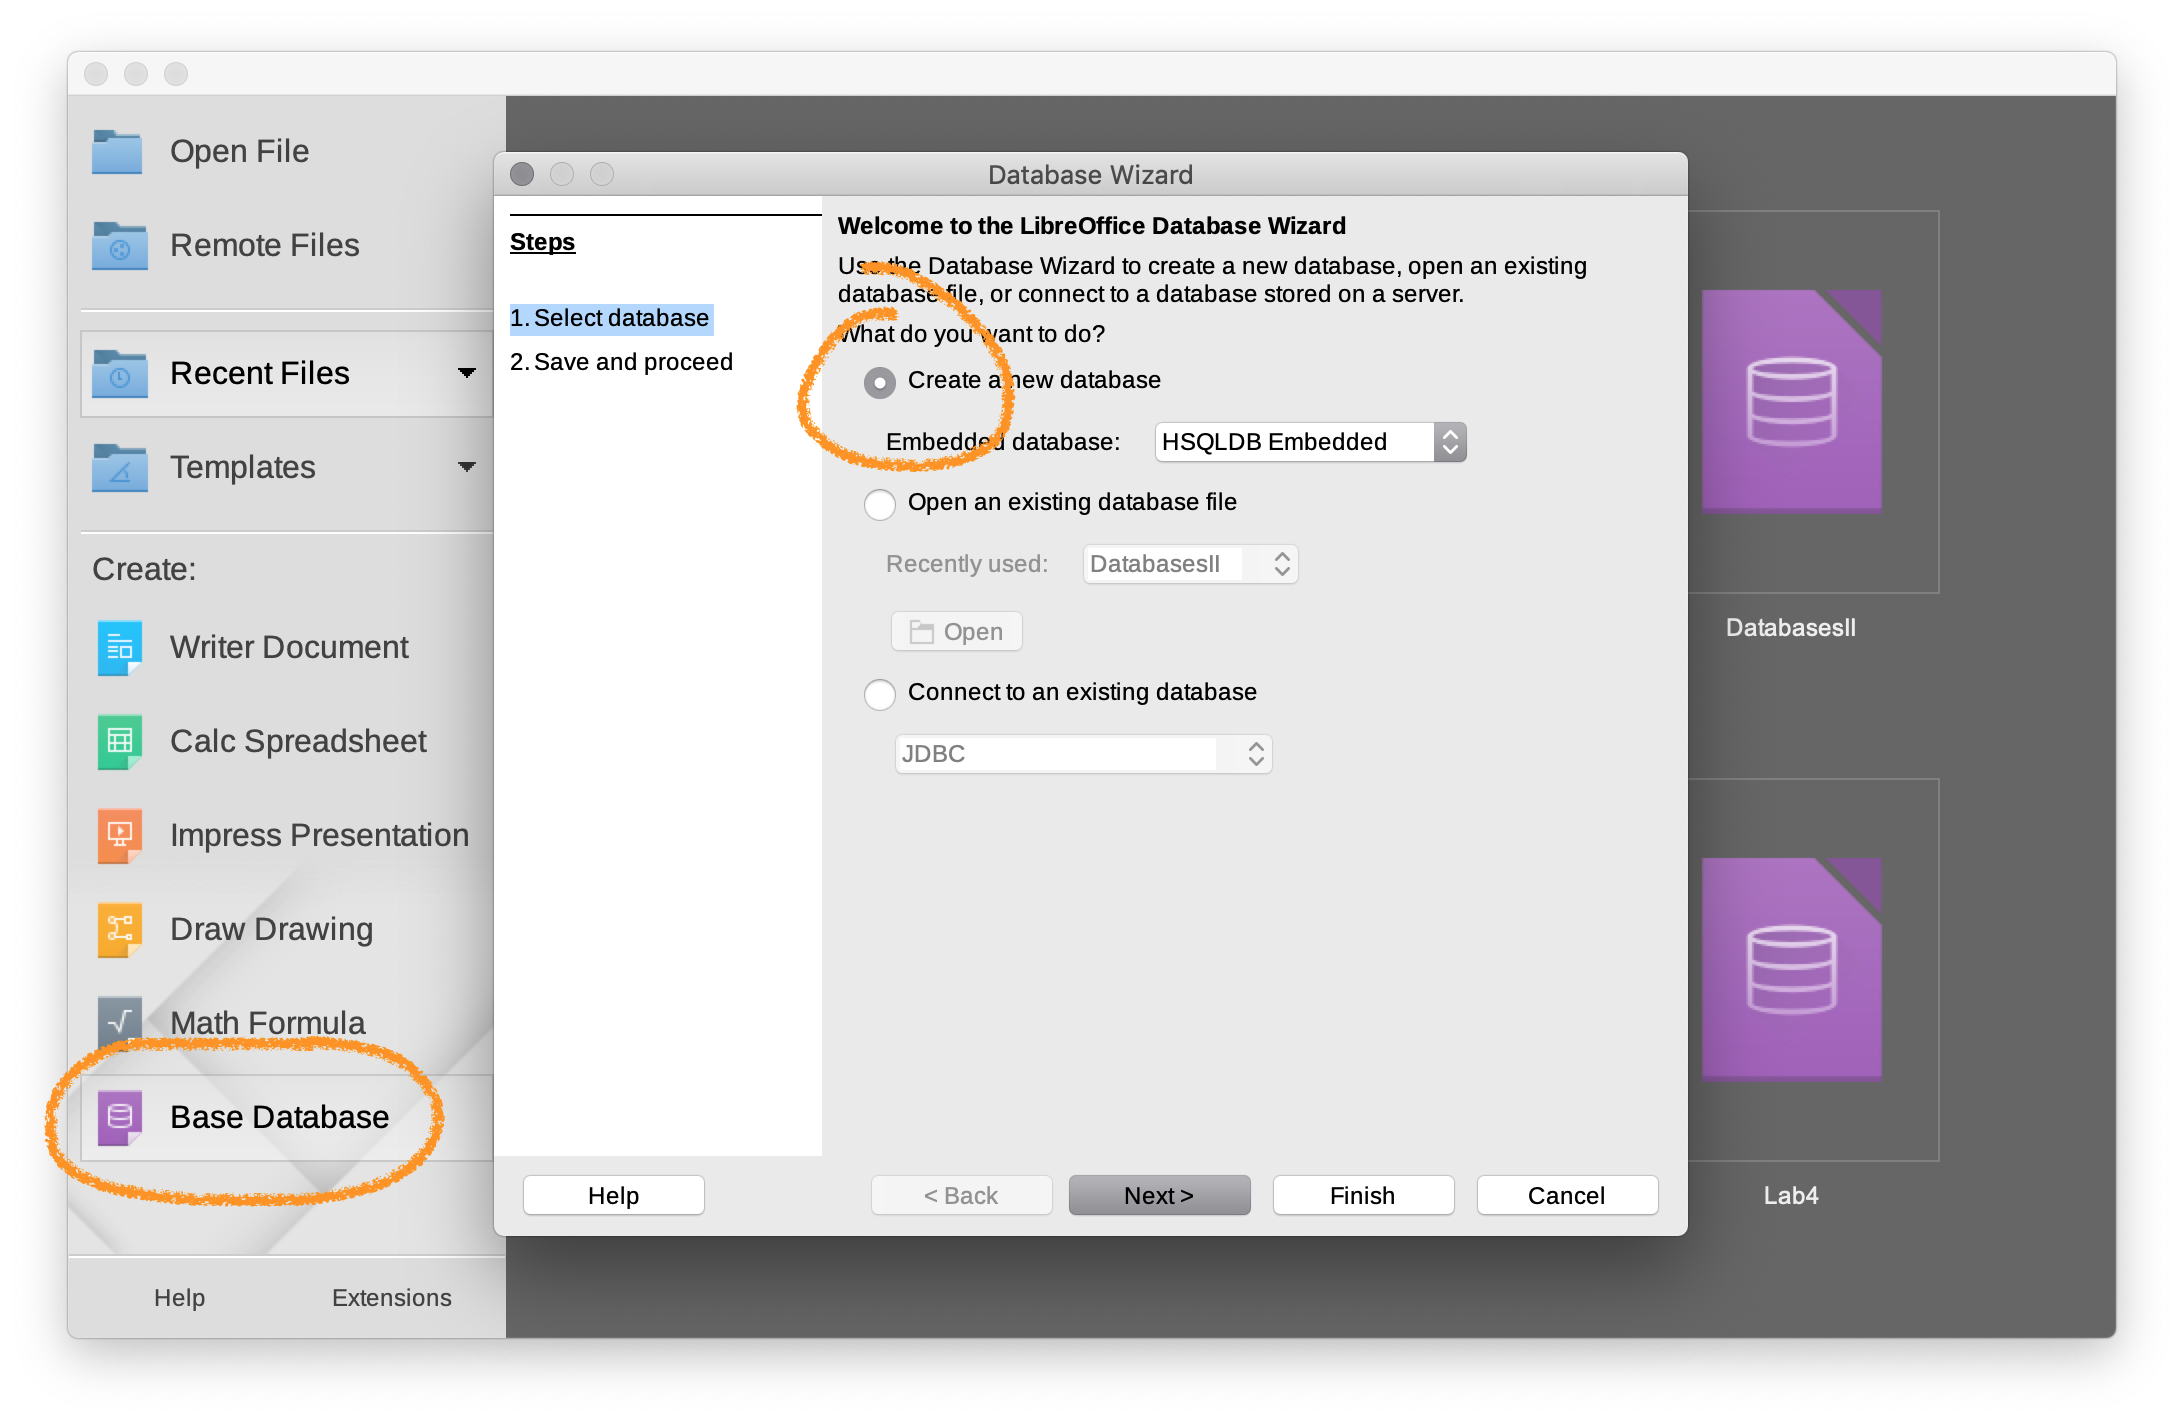 Open File
Remote Files
Recent Files
Templates
Create:
Writer Document
Calc Spreadsheet
Impress Presentation
Draw Drawing
Math Formula
Base Database
Help
Extensions
Database Wizard
Steps
1. Select database
2. Save and proceed
Welcome to the LibreOffice Database Wizard
Use the Database Wizard to create a new database, open an existing
database file, or connect to a database stored on a server.
What do you want to do?
Create a new database
Embedded database: HSQLDB Embedded
Open an existing database file
Recently used: DatabasesII
Open
Connect to an existing database
JDBC
Help
< Back
Next >
Finish
Cancel
DatabasesII
Lab4